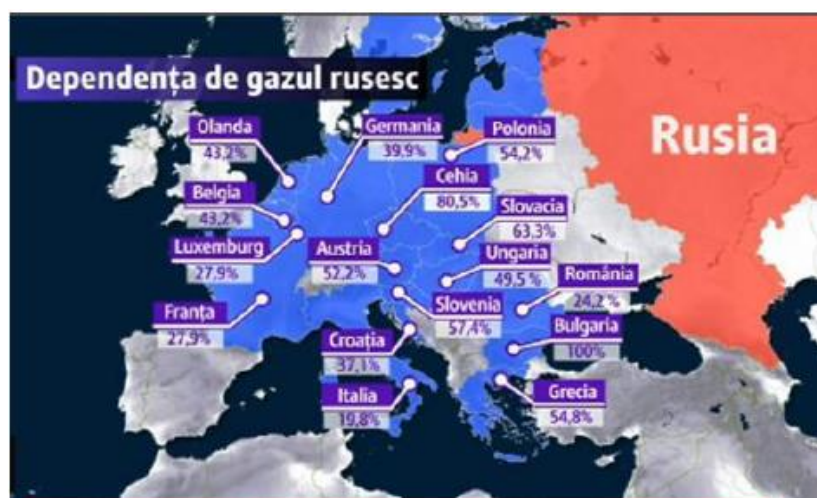 Dependența de gazul rusesc
Rusia
Olanda
43,2%
Germania
39,9%
Polonia
54,2%
Belgia
43,2%
Cehia
80,5%
Slovacia
63,3%
Luxemburg
27,9%
Austria
52,2%
Ungaria
49,5 %
România
24,2 %
Franța
27,9%
Slovenia
57,4%
Croația
37,1%
Bulgaria
100%
Italia
19,8%
Grecia
54,8%